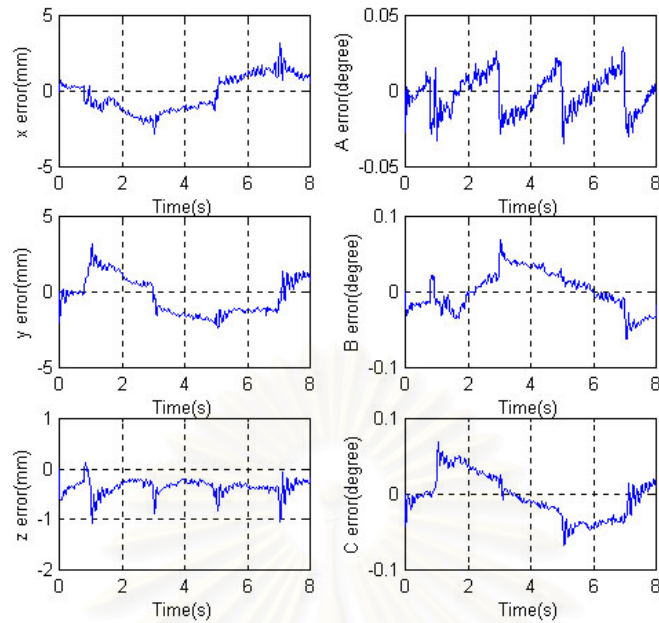 5
0
-5
0 2 4 6 8
x error(mm)
Time(s)
0.05
0
-0.05
0 2 4 6 8
A error(degree)
Time(s)
5
0
-5
0 2 4 6 8
y error(mm)
Time(s)
0.1
0
-0.1
0 2 4 6 8
B error(degree)
Time(s)
1
0
-1
-2
0 2 4 6 8
z error(mm)
Time(s)
0.1
0
-0.1
0 2 4 6 8
C error(degree)
Time(s)